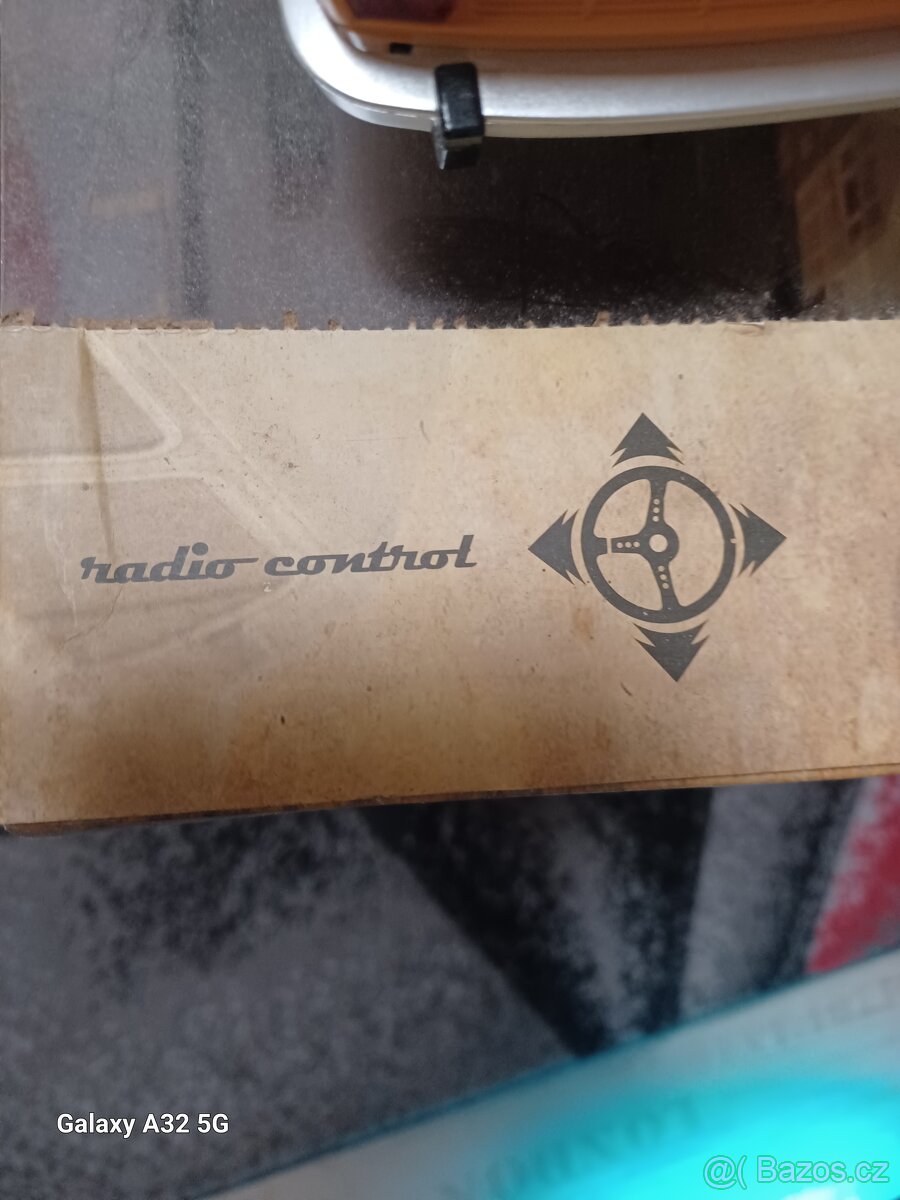 radio control
Galaxy A32 5G
@( Bazos.cz